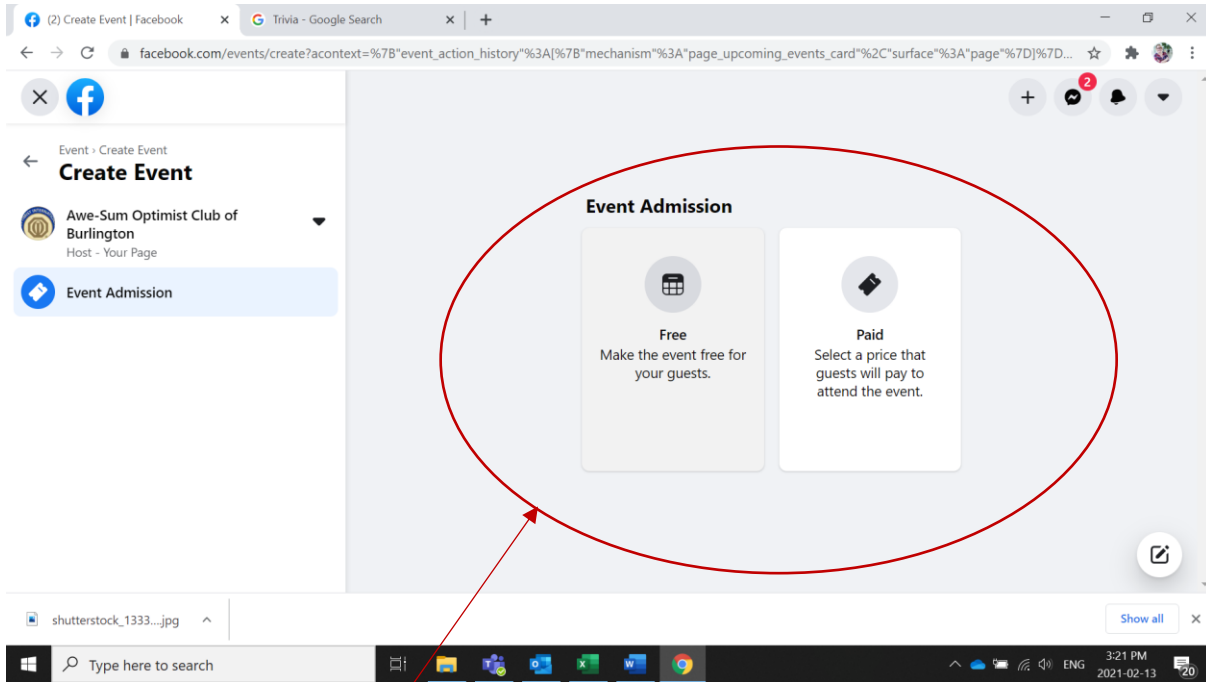 (2) Create Event | Facebook
Trivia - Google Search
facebook.com/events/create?acontext=%7B"event_action_history"%3A[%7B"mechanism"%3A"page_upcoming_events_card"%2C"surface"%3A"page"%7D]%7D...
2
Event › Create Event
Create Event
Awe-Sum Optimist Club of
Burlington
Host - Your Page
Event Admission
Event Admission
Free
Make the event free for
your guests.
Paid
Select a price that
guests will pay to
attend the event.
shutterstock_1333....jpg
Show all
Type here to search
ENG
3:21 PM
2021-02-13
20